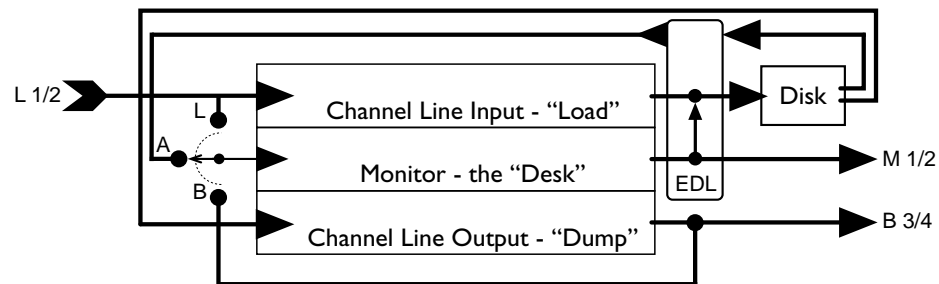 L 1/2
L
Channel Line Input - “Load”
Disk
A
Monitor - the “Desk”
EDL
M 1/2
B
Channel Line Output - “Dump”
B 3/4